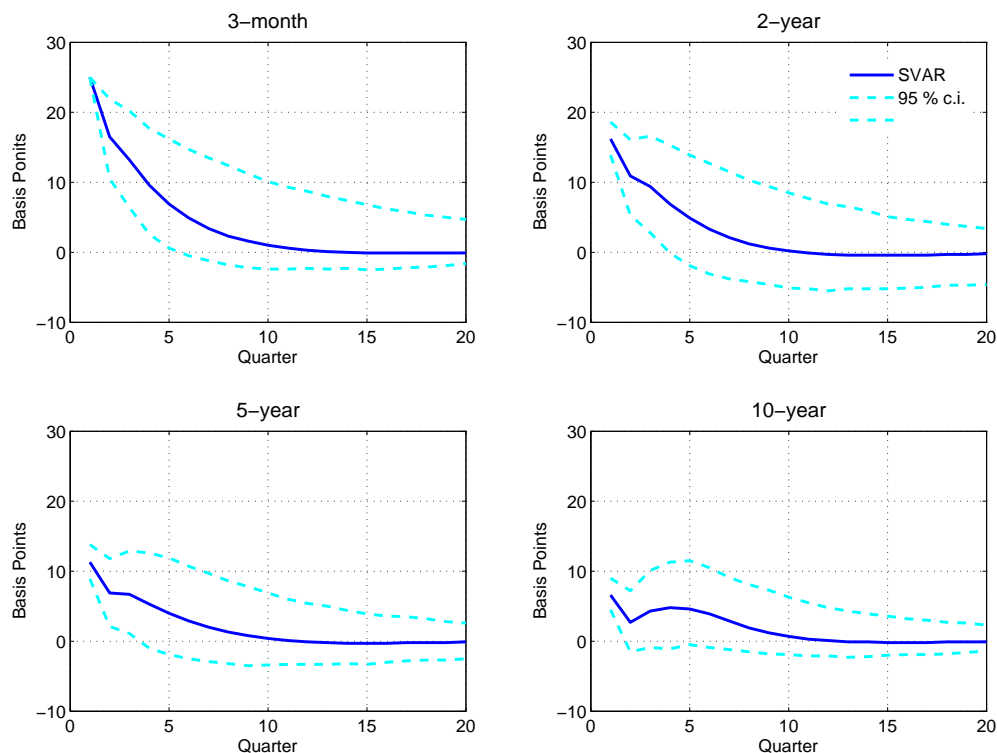 3−month
30
20
10
0
−10
Basis Ponits
0 5 10 15 20
Quarter
2−year
30
20
10
0
−10
Basis Points
SVAR
95 % c.i.
0 5 10 15 20
Quarter
5−year
30
20
10
0
−10
Basis Points
0 5 10 15 20
Quarter
10−year
30
20
10
0
−10
Basis Points
0 5 10 15 20
Quarter